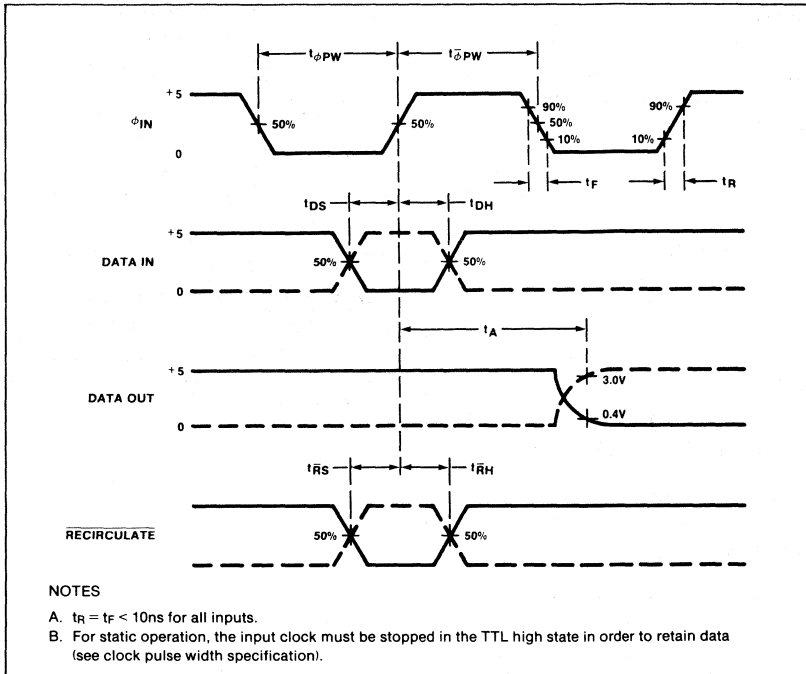 tφPW tφ̅PW
+5
φIN 50% 50% 90% 50% 10% 90% 10%
0
tF tR
tDS tDH
+5
DATA IN 50% 50%
0
tA
+5
3.0V
DATA OUT
0.4V
0
tR̅S tR̅H
R̅E̅C̅I̅R̅C̅U̅L̅A̅T̅E̅ 50% 50%
NOTES
A. tR = tF < 10ns for all inputs.
B. For static operation, the input clock must be stopped in the TTL high state in order to retain data
(see clock pulse width specification).